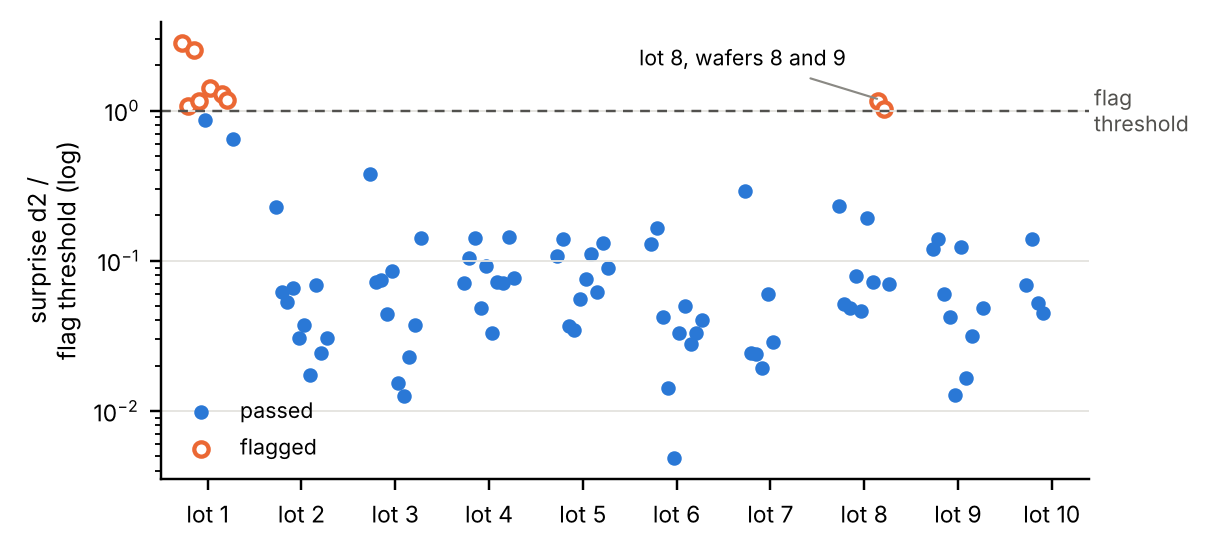 lot 8, wafers 8 and 9
10⁰
flag
threshold
surprise d2 /
flag threshold (log)
10⁻¹
10⁻²
passed
flagged
lot 1 lot 2 lot 3 lot 4 lot 5 lot 6 lot 7 lot 8 lot 9 lot 10